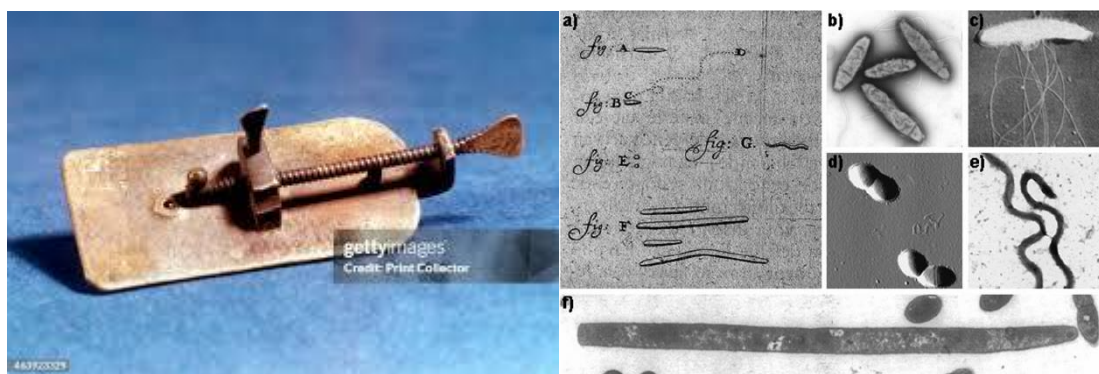 gettyimages
Credit: Print Collector
463923329
a)
fig: A
D
fig: B
C
fig: G.
fig: E
fig: F
b)
c)
d)
e)
f)